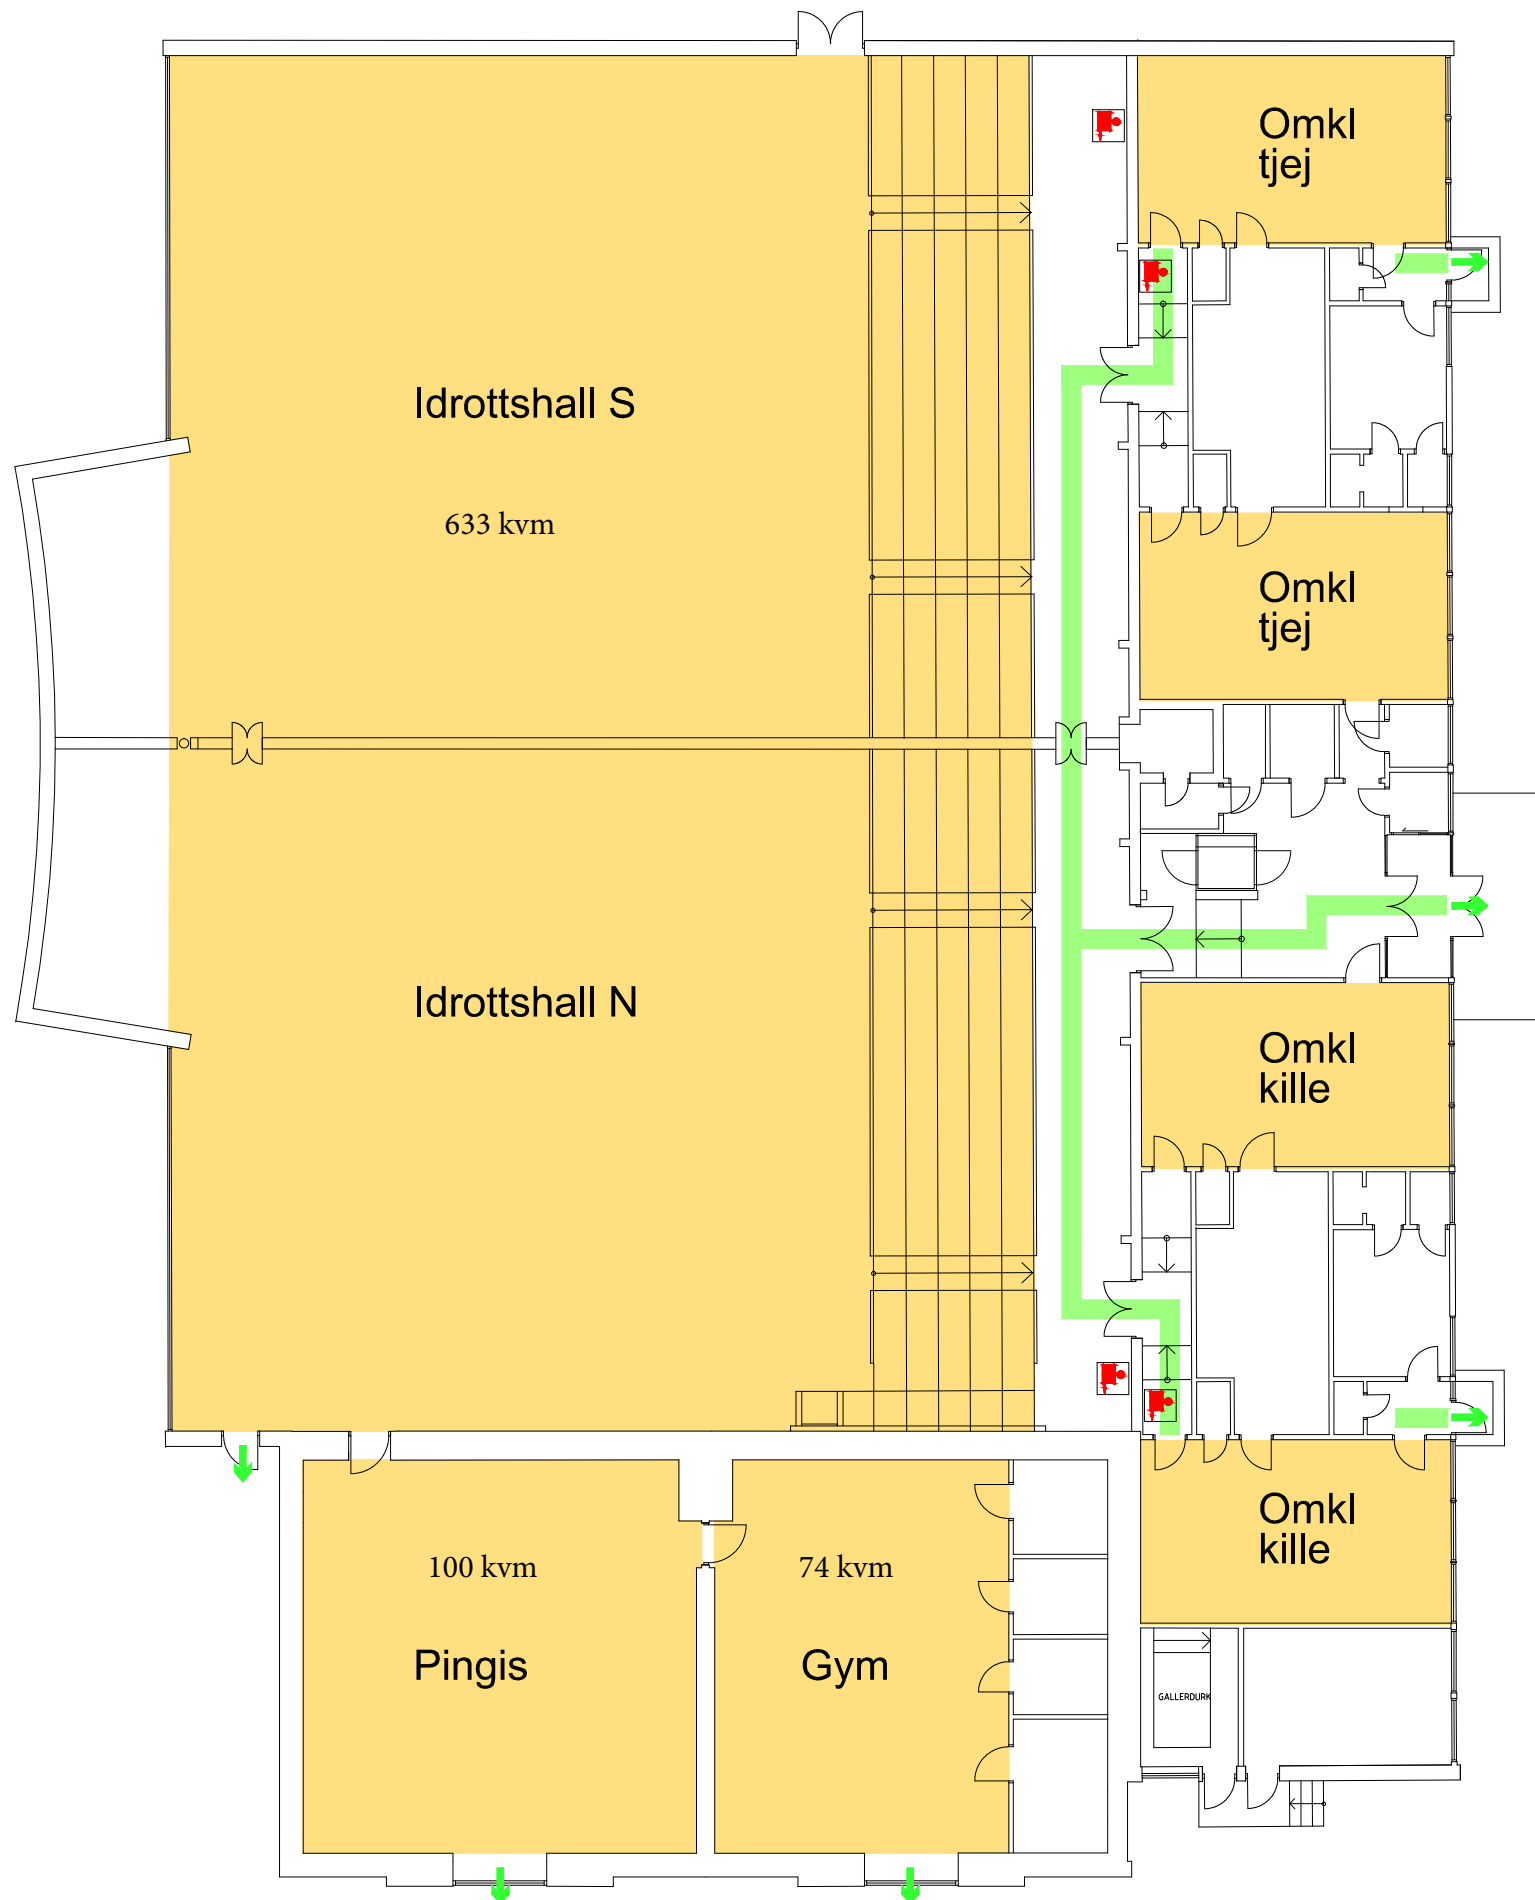 Omkl
tjej
Idrottshall S
633 kvm
Omkl
tjej
Idrottshall N
Omkl
kille
Omkl
kille
100 kvm
74 kvm
Pingis
Gym
GALLERDURK